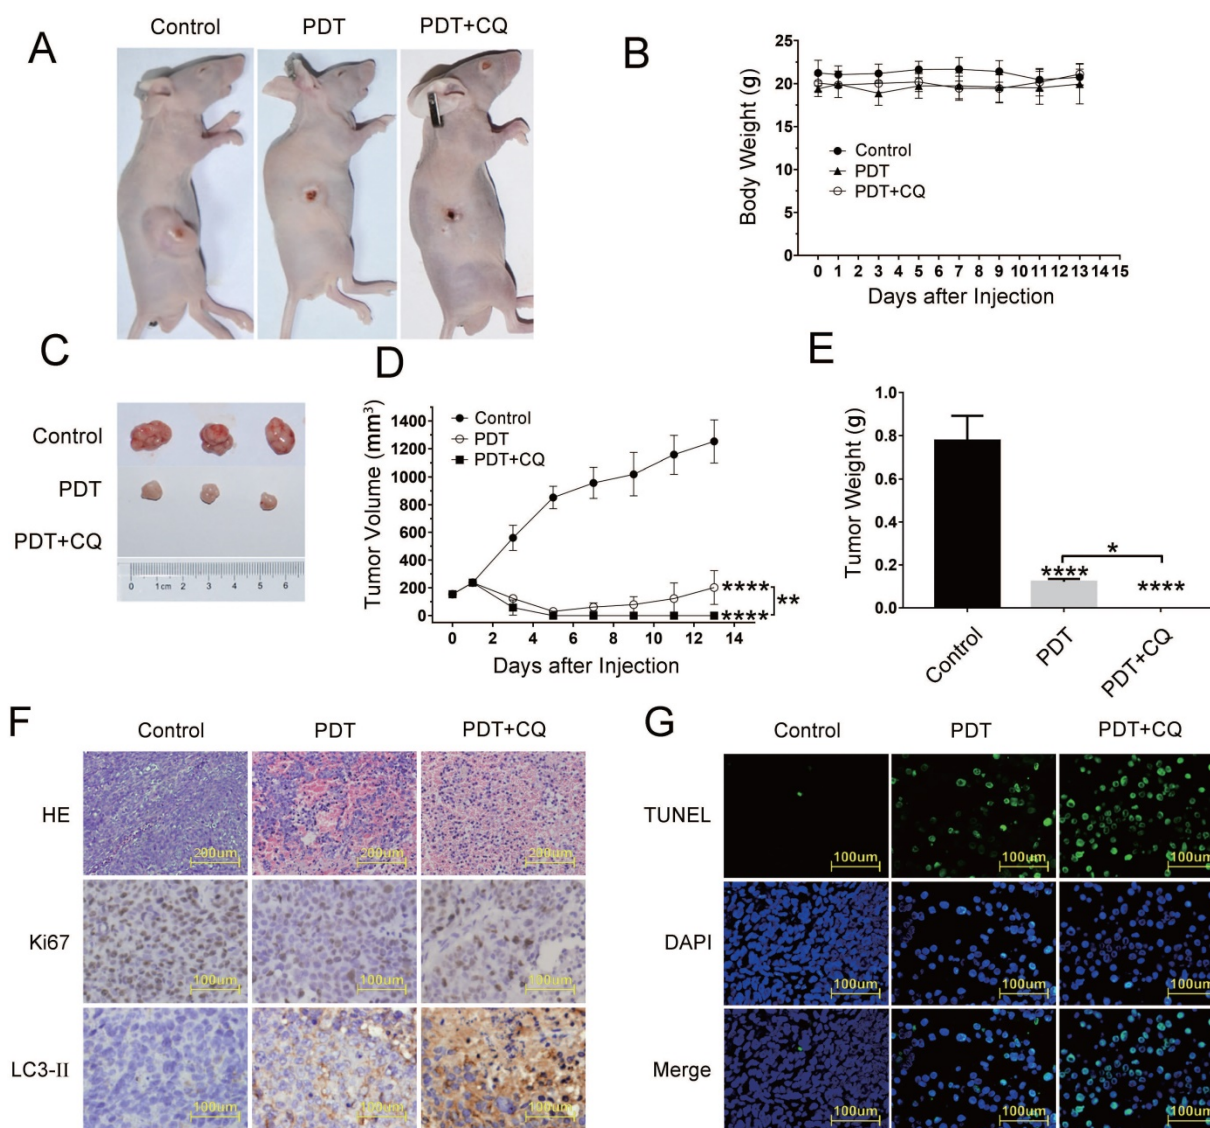 A
Control PDT PDT+CQ
B
Body Weight (g)
25
20
15
10
5
0
Control
PDT
PDT+CQ
0 1 2 3 4 5 6 7 8 9 10 11 12 13 14 15
Days after Injection
C
Control
PDT
PDT+CQ
0 1cm 2 3 4 5 6
D
Tumor Volume (mm³)
1400
1200
1000
800
600
400
200
0
Control
PDT
PDT+CQ
****
**
****
0 2 4 6 8 10 12 14
Days after Injection
E
Tumor Weight (g)
1.0
0.8
0.6
0.4
0.2
0.0
*
****
****
Control
PDT
PDT+CQ
F
Control PDT PDT+CQ
HE
200um 200um 200um
Ki67
100um 100um 100um
LC3-II
100um 100um 100um
G
Control PDT PDT+CQ
TUNEL
100um 100um 100um
DAPI
100um 100um 100um
Merge
100um 100um 100um